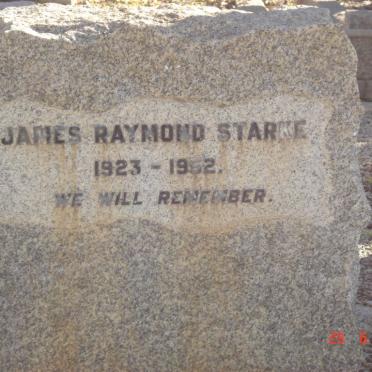 JAMES RAYMOND STARKE
1923 - 1952.
WE WILL REMEMBER.